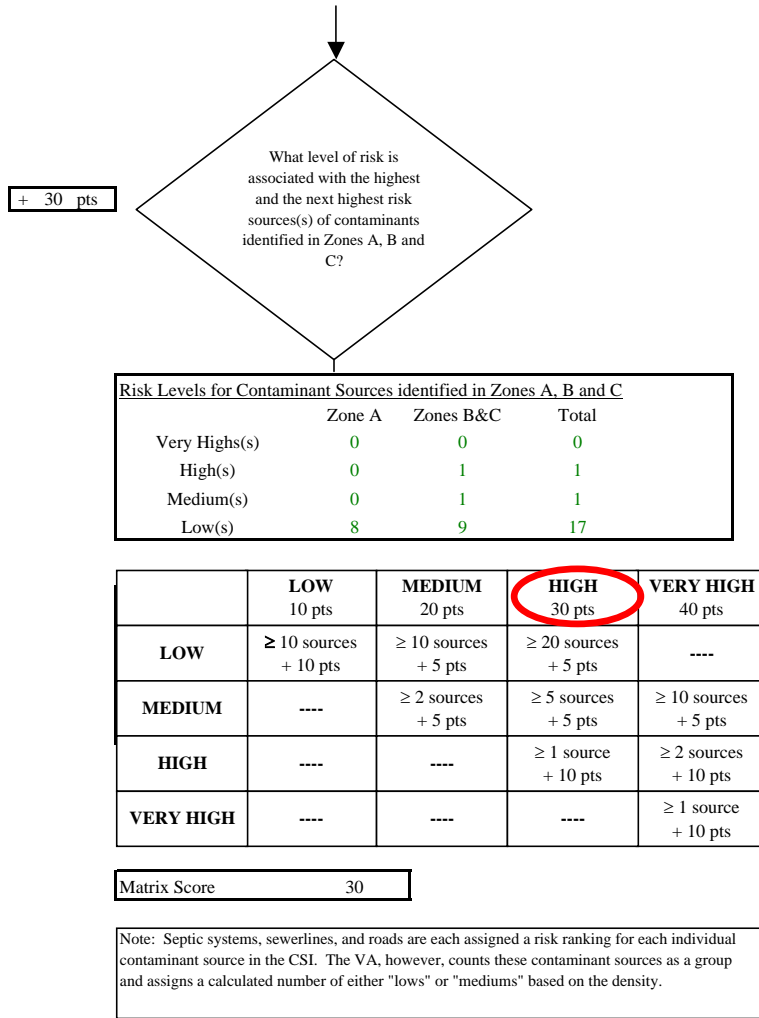 What level of risk is
associated with the highest
and the next highest risk
sources(s) of contaminants
identified in Zones A, B and
C?
+ 30 pts
Risk Levels for Contaminant Sources identified in Zones A, B and C
Zone A Zones B&C Total
Very Highs(s) 0 0 0
High(s) 0 1 1
Medium(s) 0 1 1
Low(s) 8 9 17
LOW MEDIUM HIGH VERY HIGH
10 pts 20 pts 30 pts 40 pts
LOW ≥ 10 sources + 10 pts ≥ 10 sources + 5 pts ≥ 20 sources + 5 pts ----
MEDIUM ---- ≥ 2 sources + 5 pts ≥ 5 sources + 5 pts ≥ 10 sources + 5 pts
HIGH ---- ---- ≥ 1 source + 10 pts ≥ 2 sources + 10 pts
VERY HIGH ---- ---- ---- ≥ 1 source + 10 pts
Matrix Score 30
Note: Septic systems, sewerlines, and roads are each assigned a risk ranking for each individual
contaminant source in the CSI. The VA, however, counts these contaminant sources as a group
and assigns a calculated number of either "lows" or "mediums" based on the density.